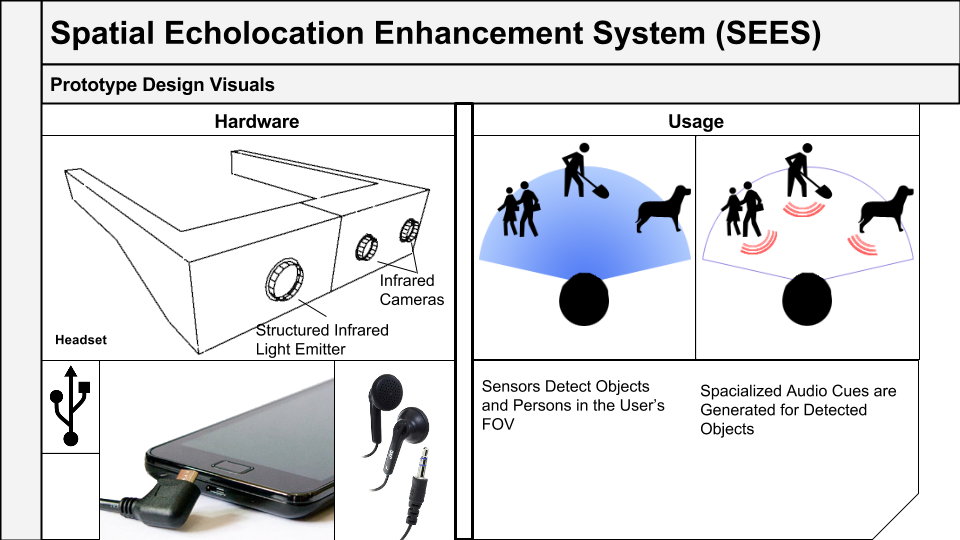 Spatial Echolocation Enhancement System (SEES)
Prototype Design Visuals
Hardware
Infrared
Cameras
Structured Infrared
Light Emitter
Headset
Usage
Sensors Detect Objects
and Persons in the User’s
FOV
Spacialized Audio Cues are
Generated for Detected
Objects